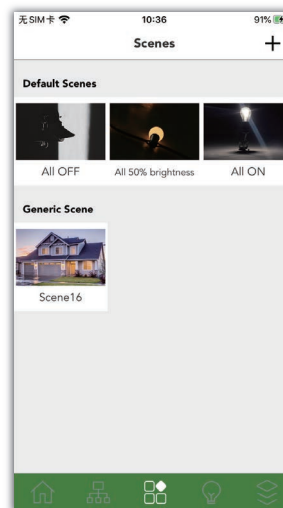 无SIM卡 10:36 91%
Scenes +
Default Scenes
All OFF All 50% brightness All ON
Generic Scene
Scene16